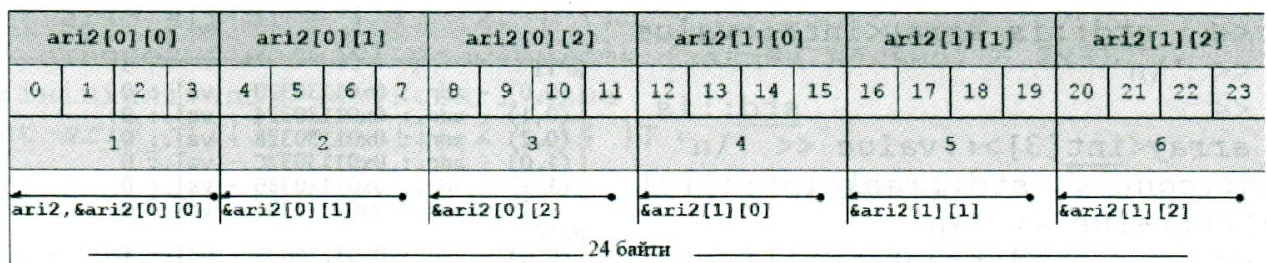 ari2[0][0] ari2[0][1] ari2[0][2] ari2[1][0] ari2[1][1] ari2[1][2]
0 1 2 3 4 5 6 7 8 9 10 11 12 13 14 15 16 17 18 19 20 21 22 23
1 2 3 4 5 6
ari2,&ari2[0][0] &ari2[0][1] &ari2[0][2] &ari2[1][0] &ari2[1][1] &ari2[1][2]
24 байти